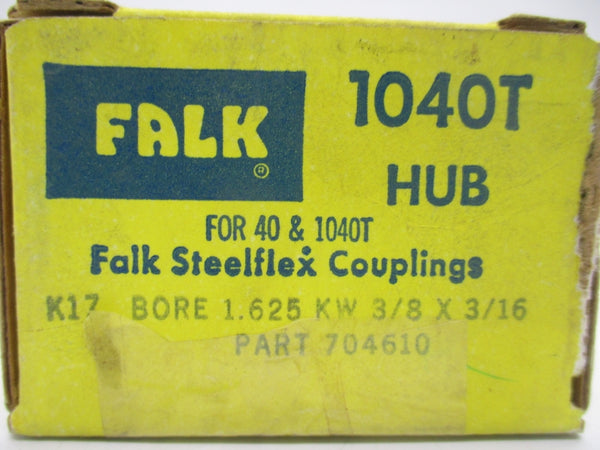 FALK
®
1040T
HUB
FOR 40 & 1040T
Falk Steelflex Couplings
K17 BORE 1.625 KW 3/8 X 3/16
PART 704610